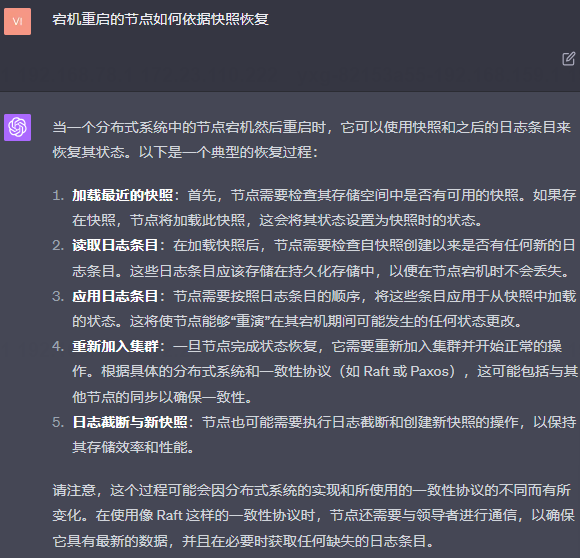 VI
宕机重启的节点如何依据快照恢复
当一个分布式系统中的节点宕机然后重启时，它可以使用快照和之后的日志条目来
恢复其状态。以下是一个典型的恢复过程：
1. 加载最近的快照：首先，节点需要检查其存储空间中是否有可用的快照。如果存
在快照，节点将加载此快照，这会将其状态设置为快照时的状态。
2. 读取日志条目：在加载快照后，节点需要检查自快照创建以来是否有任何新的日
志条目。这些日志条目应该存储在持久化存储中，以便在节点宕机时不会丢失。
3. 应用日志条目：节点需要按照日志条目的顺序，将这些条目应用于从快照中加载
的状态。这将使节点能够“重演”在其宕机期间可能发生的任何状态更改。
4. 重新加入集群：一旦节点完成状态恢复，它需要重新加入集群并开始正常的操
作。根据具体的分布式系统和一致性协议（如 Raft 或 Paxos），这可能包括与其
他节点的同步以确保一致性。
5. 日志截断与新快照：节点也可能需要执行日志截断和创建新快照的操作，以保持
其存储效率和性能。
请注意，这个过程可能会因分布式系统的实现和所使用的一致性协议的不同而有所
变化。在使用像 Raft 这样的一致性协议时，节点还需要与领导者进行通信，以确保
它具有最新的数据，并且在必要时获取任何缺失的日志条目。